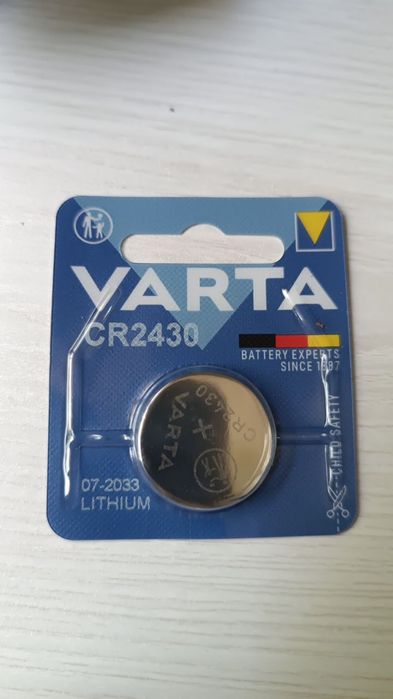 VARTA
CR2430
BATTERY EXPERTS
SINCE 1887
CR2430
VARTA
+
07-2033
LITHIUM
CHILD SAFETY